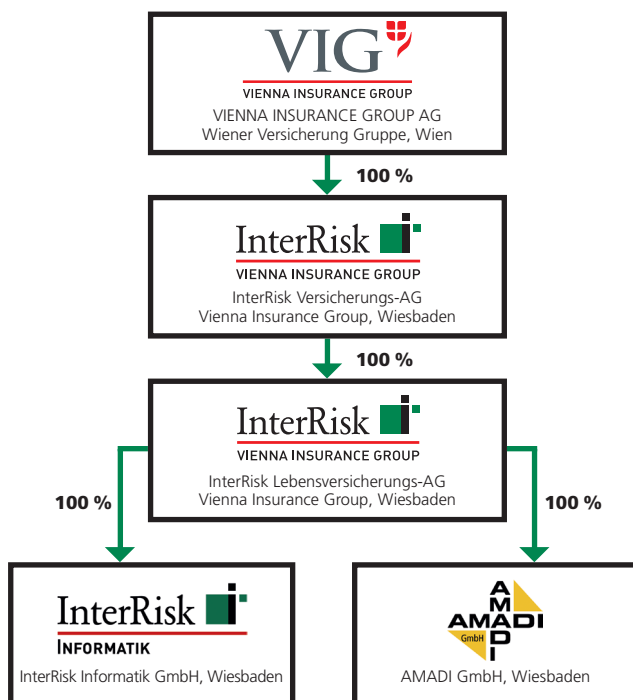 VIG
VIENNA INSURANCE GROUP
VIENNA INSURANCE GROUP AG
Wiener Versicherung Gruppe, Wien
100 %
InterRisk
VIENNA INSURANCE GROUP
InterRisk Versicherungs-AG
Vienna Insurance Group, Wiesbaden
100 %
InterRisk
VIENNA INSURANCE GROUP
InterRisk Lebensversicherungs-AG
Vienna Insurance Group, Wiesbaden
100 %
100 %
InterRisk
INFORMATIK
InterRisk Informatik GmbH, Wiesbaden
AMADI
AMADI
GmbH
AMADI GmbH, Wiesbaden